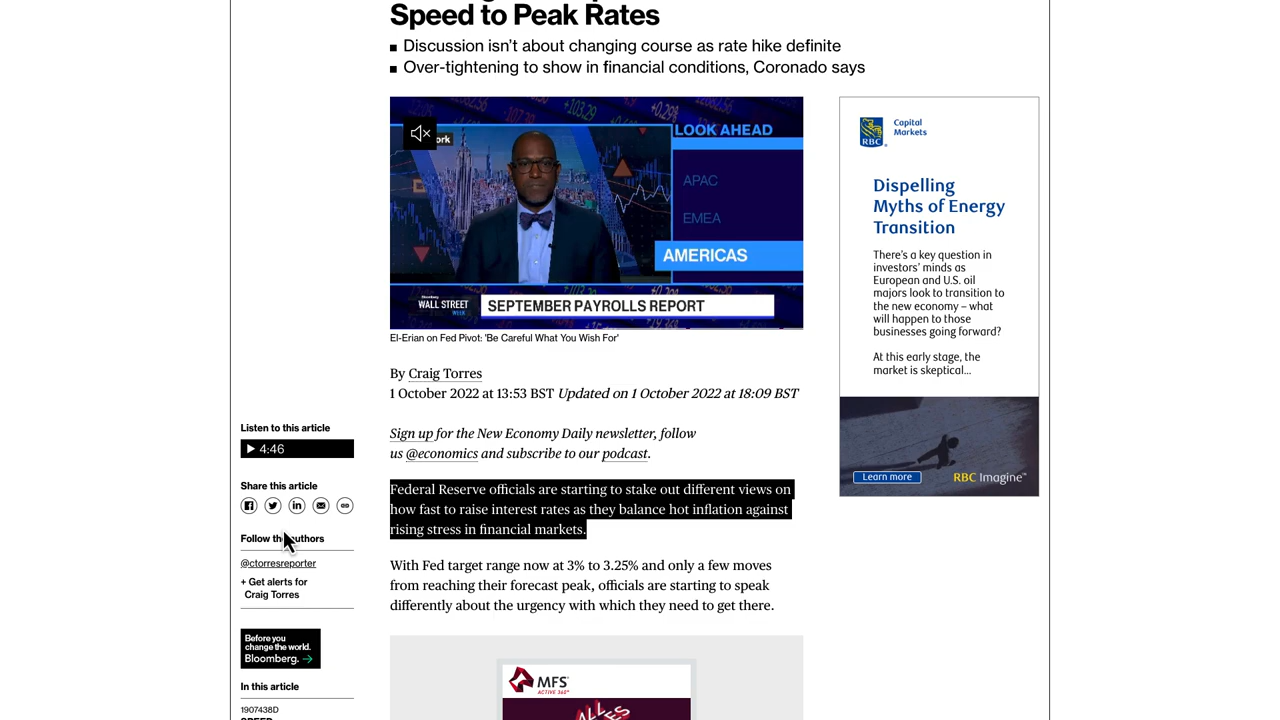 Speed to Peak Rates
Discussion isn't about changing course as rate hike definite
Over-tightening to show in financial conditions, Coronado says
ork
LOOK AHEAD
APAC
EMEA
AMERICAS
Bloomberg
WALL STREET
WEEK
SEPTEMBER PAYROLLS REPORT
El-Erian on Fed Pivot: 'Be Careful What You Wish For'
By Craig Torres
1 October 2022 at 13:53 BST Updated on 1 October 2022 at 18:09 BST
Sign up for the New Economy Daily newsletter, follow
us @economics and subscribe to our podcast.
Federal Reserve officials are starting to stake out different views on
how fast to raise interest rates as they balance hot inflation against
rising stress in financial markets.
With Fed target range now at 3% to 3.25% and only a few moves
from reaching their forecast peak, officials are starting to speak
differently about the urgency with which they need to get there.
MFS
ACTIVE 360°
Listen to this article
4:46
Share this article
Follow the authors
@ctorresreporter
+ Get alerts for
Craig Torres
Before you
change the world.
Bloomberg. →
In this article
1907438D
RBC
Capital
Markets
Dispelling
Myths of Energy
Transition
There's a key question in
investors' minds as
European and U.S. oil
majors look to transition to
the new economy – what
will happen to those
businesses going forward?
At this early stage, the
market is skeptical...
Learn more
RBC Imagine™